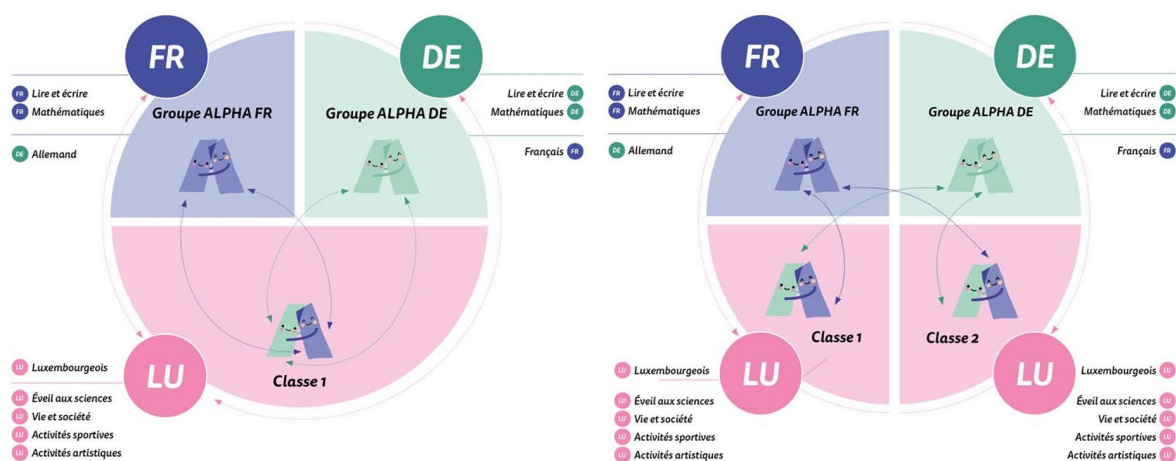 FR
DE
FR Lire et écrire
FR Mathématiques
DE Allemand
Groupe ALPHA FR
Groupe ALPHA DE
Lire et écrire DE
Mathématiques DE
Français FR
Classe 1
LU
LU Luxembourgeois
LU Éveil aux sciences
LU Vie et société
LU Activités sportives
LU Activités artistiques
FR
DE
FR Lire et écrire
FR Mathématiques
DE Allemand
Groupe ALPHA FR
Groupe ALPHA DE
Lire et écrire DE
Mathématiques DE
Français FR
Classe 1
Classe 2
LU
LU
LU Luxembourgeois
LU Éveil aux sciences
LU Vie et société
LU Activités sportives
LU Activités artistiques
Luxembourgeois LU
Éveil aux sciences LU
Vie et société LU
Activités sportives LU
Activités artistiques LU